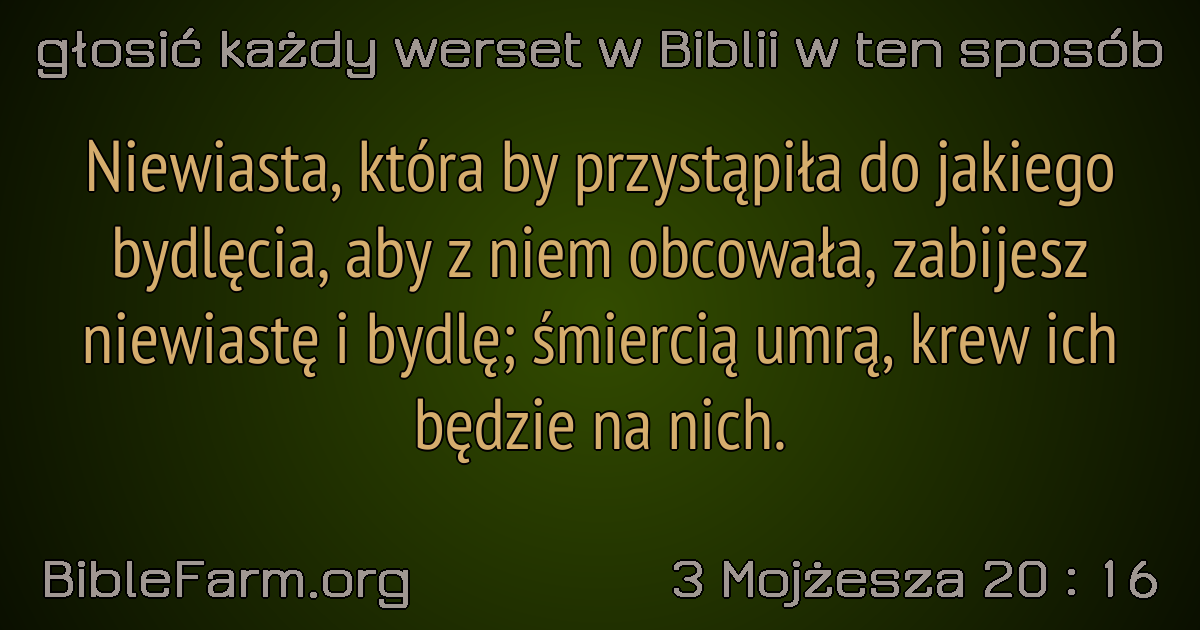 głosić każdy werset w Biblii w ten sposób
Niewiasta, która by przystąpiła do jakiego
bydlęcia, aby z niem obcowała, zabijesz
niewiastę i bydlę; śmiercią umrą, krew ich
będzie na nich.
BibleFarm.org
3 Mojżesza 20 : 16